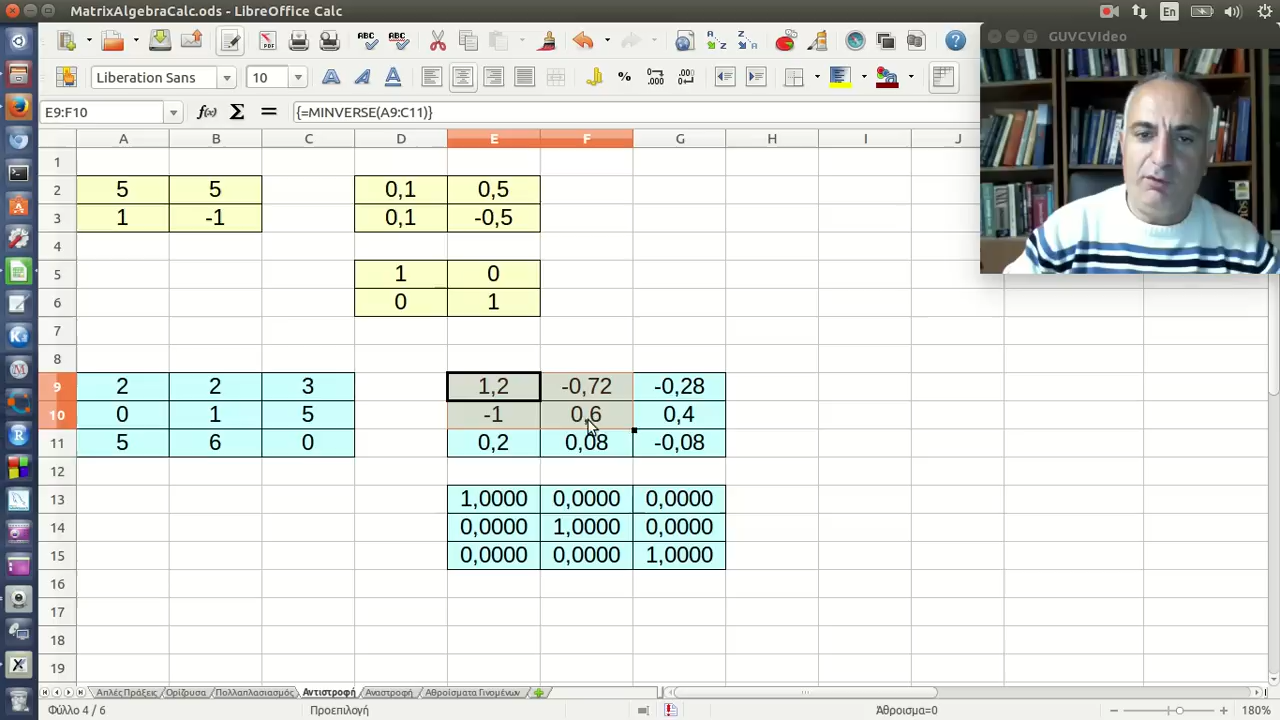 MatrixAlgebraCalc.ods - LibreOffice Calc
En
GUVCVideo
Liberation Sans 10
E9:F10 {=MINVERSE(A9:C11)}
A B C D E F G H I J
1
2 5 5 0,1 0,5
3 1 -1 0,1 -0,5
4
5 1 0
6 0 1
7
8
9 2 2 3 1,2 -0,72 -0,28
10 0 1 5 -1 0,6 0,4
11 5 6 0 0,2 0,08 -0,08
12
13 1,0000 0,0000 0,0000
14 0,0000 1,0000 0,0000
15 0,0000 0,0000 1,0000
16
17
18
19
Απλές Πράξεις Ορίζουσα Πολλαπλασιασμός Αντιστροφή Αναστροφή Αθροίσματα Γινομένων
Φύλλο 4 / 6 Προεπιλογή Άθροισμα=0 180%